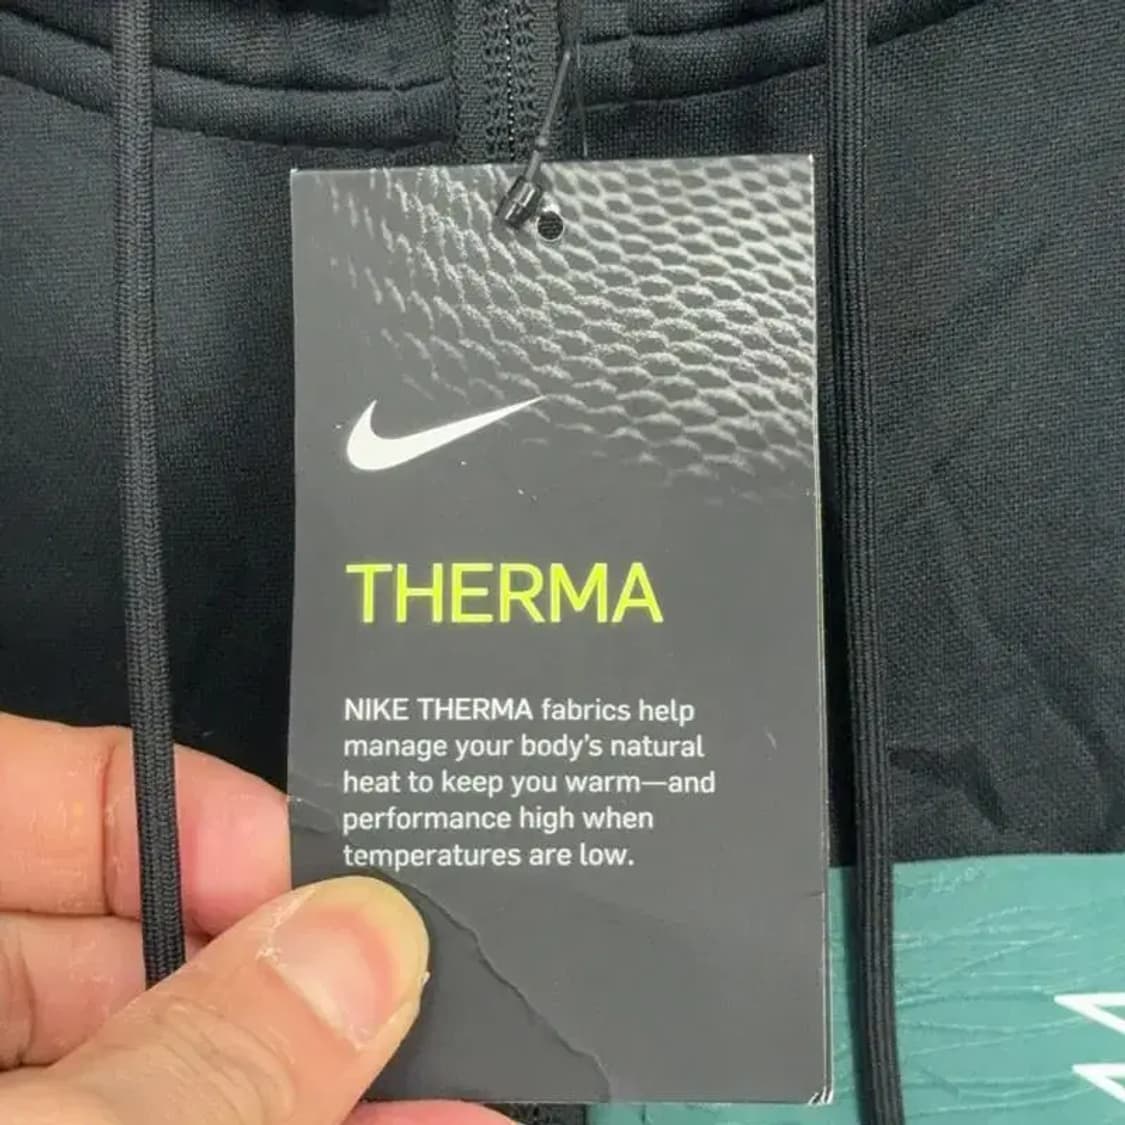 THERMA
NIKE THERMA fabrics help
manage your body's natural
heat to keep you warm—and
performance high when
temperatures are low.